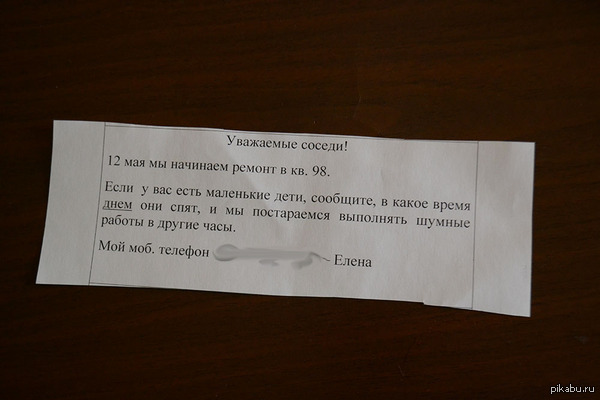 Уважаемые соседи!
12 мая мы начинаем ремонт в кв. 98.
Если у вас есть маленькие дети, сообщите, в какое время
днем они спят, и мы постараемся выполнять шумные
работы в другие часы.
Мой моб. телефон Елена
pikabu.ru